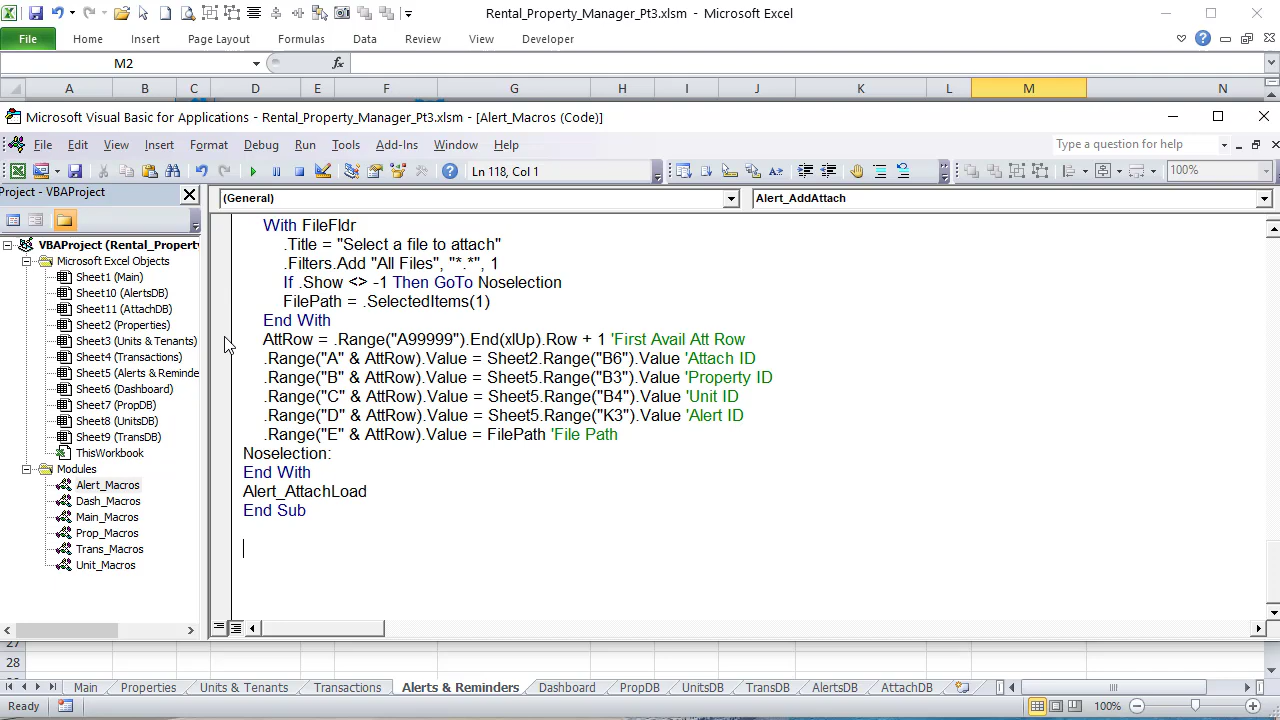 Rental_Property_Manager_Pt3.xlsm - Microsoft Excel
File Home Insert Page Layout Formulas Data Review View Developer
M2 fx
A B C D E F G H I J K L M N
Microsoft Visual Basic for Applications - Rental_Property_Manager_Pt3.xlsm - [Alert_Macros (Code)]
File Edit View Insert Format Debug Run Tools Add-Ins Window Help Type a question for help
Ln 118, Col 1 100%
Project - VBAProject
(General) Alert_AddAttach
VBAProject (Rental_Property
Microsoft Excel Objects
Sheet1 (Main)
Sheet10 (AlertsDB)
Sheet11 (AttachDB)
Sheet2 (Properties)
Sheet3 (Units & Tenants)
Sheet4 (Transactions)
Sheet5 (Alerts & Reminde
Sheet6 (Dashboard)
Sheet7 (PropDB)
Sheet8 (UnitsDB)
Sheet9 (TransDB)
ThisWorkbook
Modules
Alert_Macros
Dash_Macros
Main_Macros
Prop_Macros
Trans_Macros
Unit_Macros
With FileFldr
.Title = "Select a file to attach"
.Filters.Add "All Files", "*.*", 1
If .Show <> -1 Then GoTo Noselection
FilePath = .SelectedItems(1)
End With
AttRow = .Range("A99999").End(xlUp).Row + 1 'First Avail Att Row
.Range("A" & AttRow).Value = Sheet2.Range("B6").Value 'Attach ID
.Range("B" & AttRow).Value = Sheet5.Range("B3").Value 'Property ID
.Range("C" & AttRow).Value = Sheet5.Range("B4").Value 'Unit ID
.Range("D" & AttRow).Value = Sheet5.Range("K3").Value 'Alert ID
.Range("E" & AttRow).Value = FilePath 'File Path
Noselection:
End With
Alert_AttachLoad
End Sub
27
28
Main Properties Units & Tenants Transactions Alerts & Reminders Dashboard PropDB UnitsDB TransDB AlertsDB AttachDB
Ready 100%